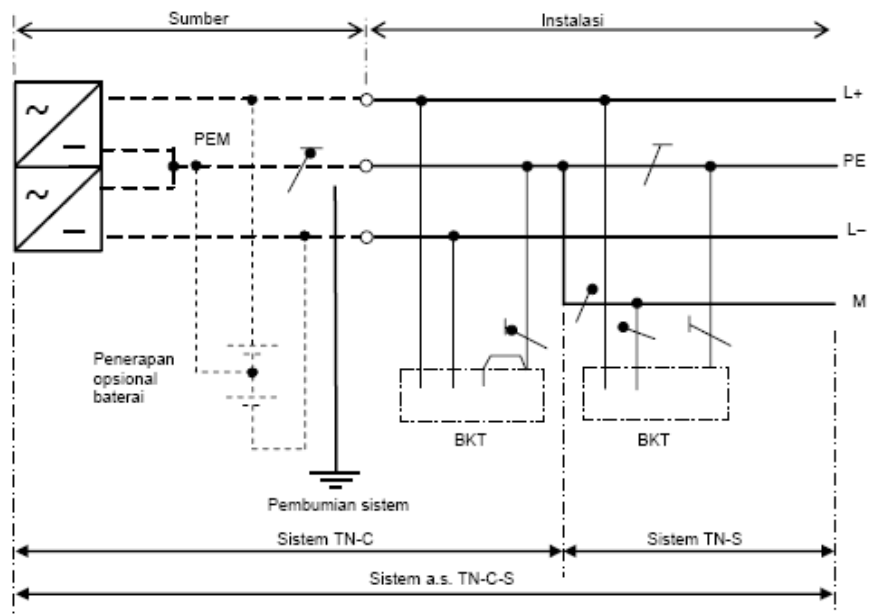 Sumber
Instalasi
L+
PEM
PE
L–
M
Penerapan
opsional
baterai
BKT
BKT
Pembumian sistem
Sistem TN-C
Sistem TN-S
Sistem a.s. TN-C-S